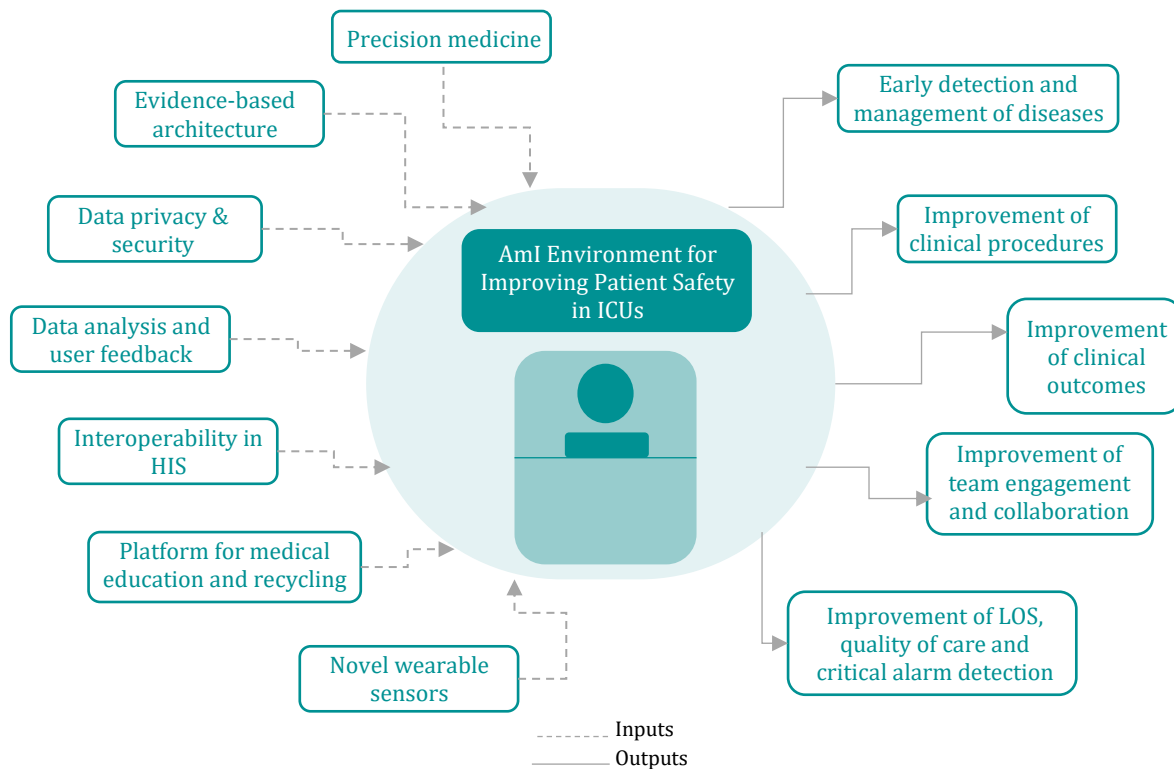 Precision medicine
Evidence-based
architecture
Data privacy &
security
Data analysis and
user feedback
Interoperability in
HIS
Platform for medical
education and recycling
Novel wearable
sensors
AmI Environment for
Improving Patient Safety
in ICUs
Early detection and
management of diseases
Improvement of
clinical procedures
Improvement
of clinical
outcomes
Improvement of
team engagement
and collaboration
Improvement of LOS,
quality of care and
critical alarm detection
Inputs
Outputs